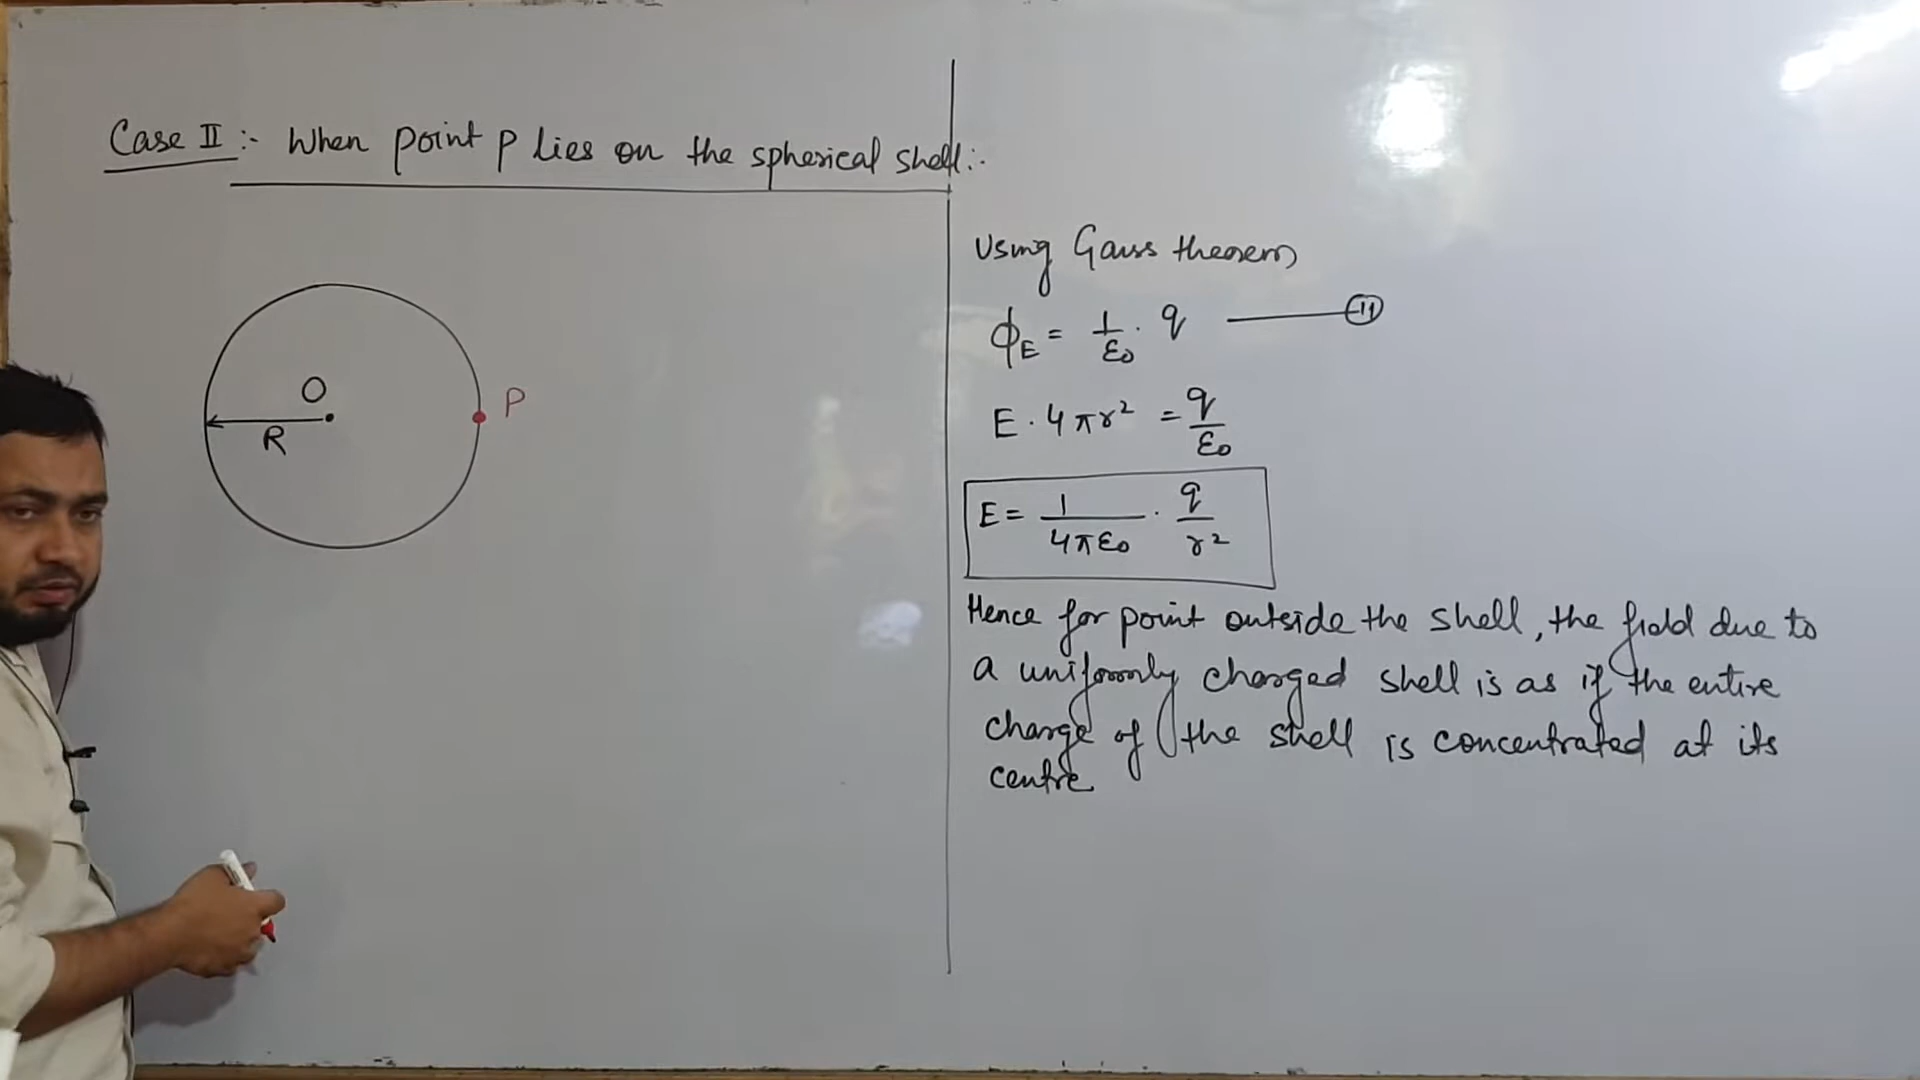 Case II :- When point P lies on the spherical shell :-
O
R
P
Using Gauss theorem
ϕE = 1/ε0 · q —— 11
E · 4πr² = q/ε0
E = 1/4πε0 · q/r²
Hence for point outside the shell, the field due to
a uniformly charged shell is as if the entire
charge of the shell is concentrated at its
centre